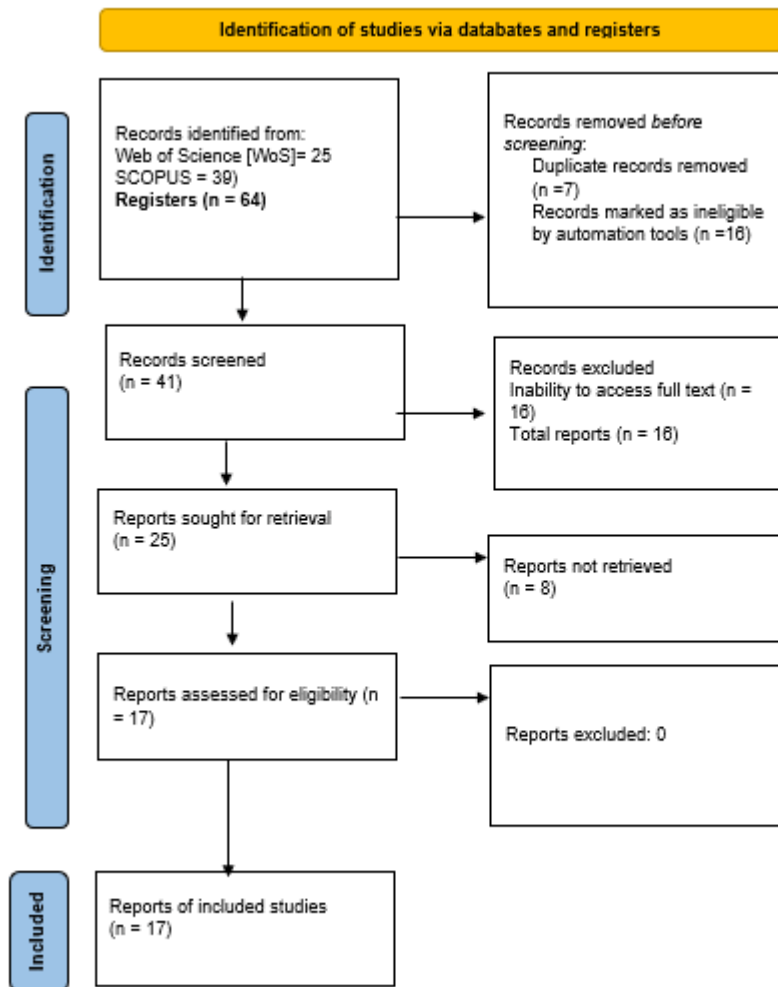 Identification of studies via databates and registers
Identification
Records identified from:
Web of Science [WoS]= 25
SCOPUS = 39)
Registers (n = 64)
Records removed before
screening:
Duplicate records removed
(n =7)
Records marked as ineligible
by automation tools (n =16)
Screening
Records screened
(n = 41)
Records excluded
Inability to access full text (n =
16)
Total reports (n = 16)
Reports sought for retrieval
(n = 25)
Reports not retrieved
(n = 8)
Reports assessed for eligibility (n
= 17)
Reports excluded: 0
Included
Reports of included studies
(n = 17)